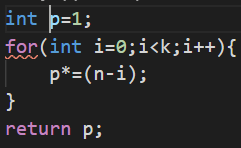 int p=1;
for(int i=0;i<k;i++){
    p*=(n-i);
}
return p;